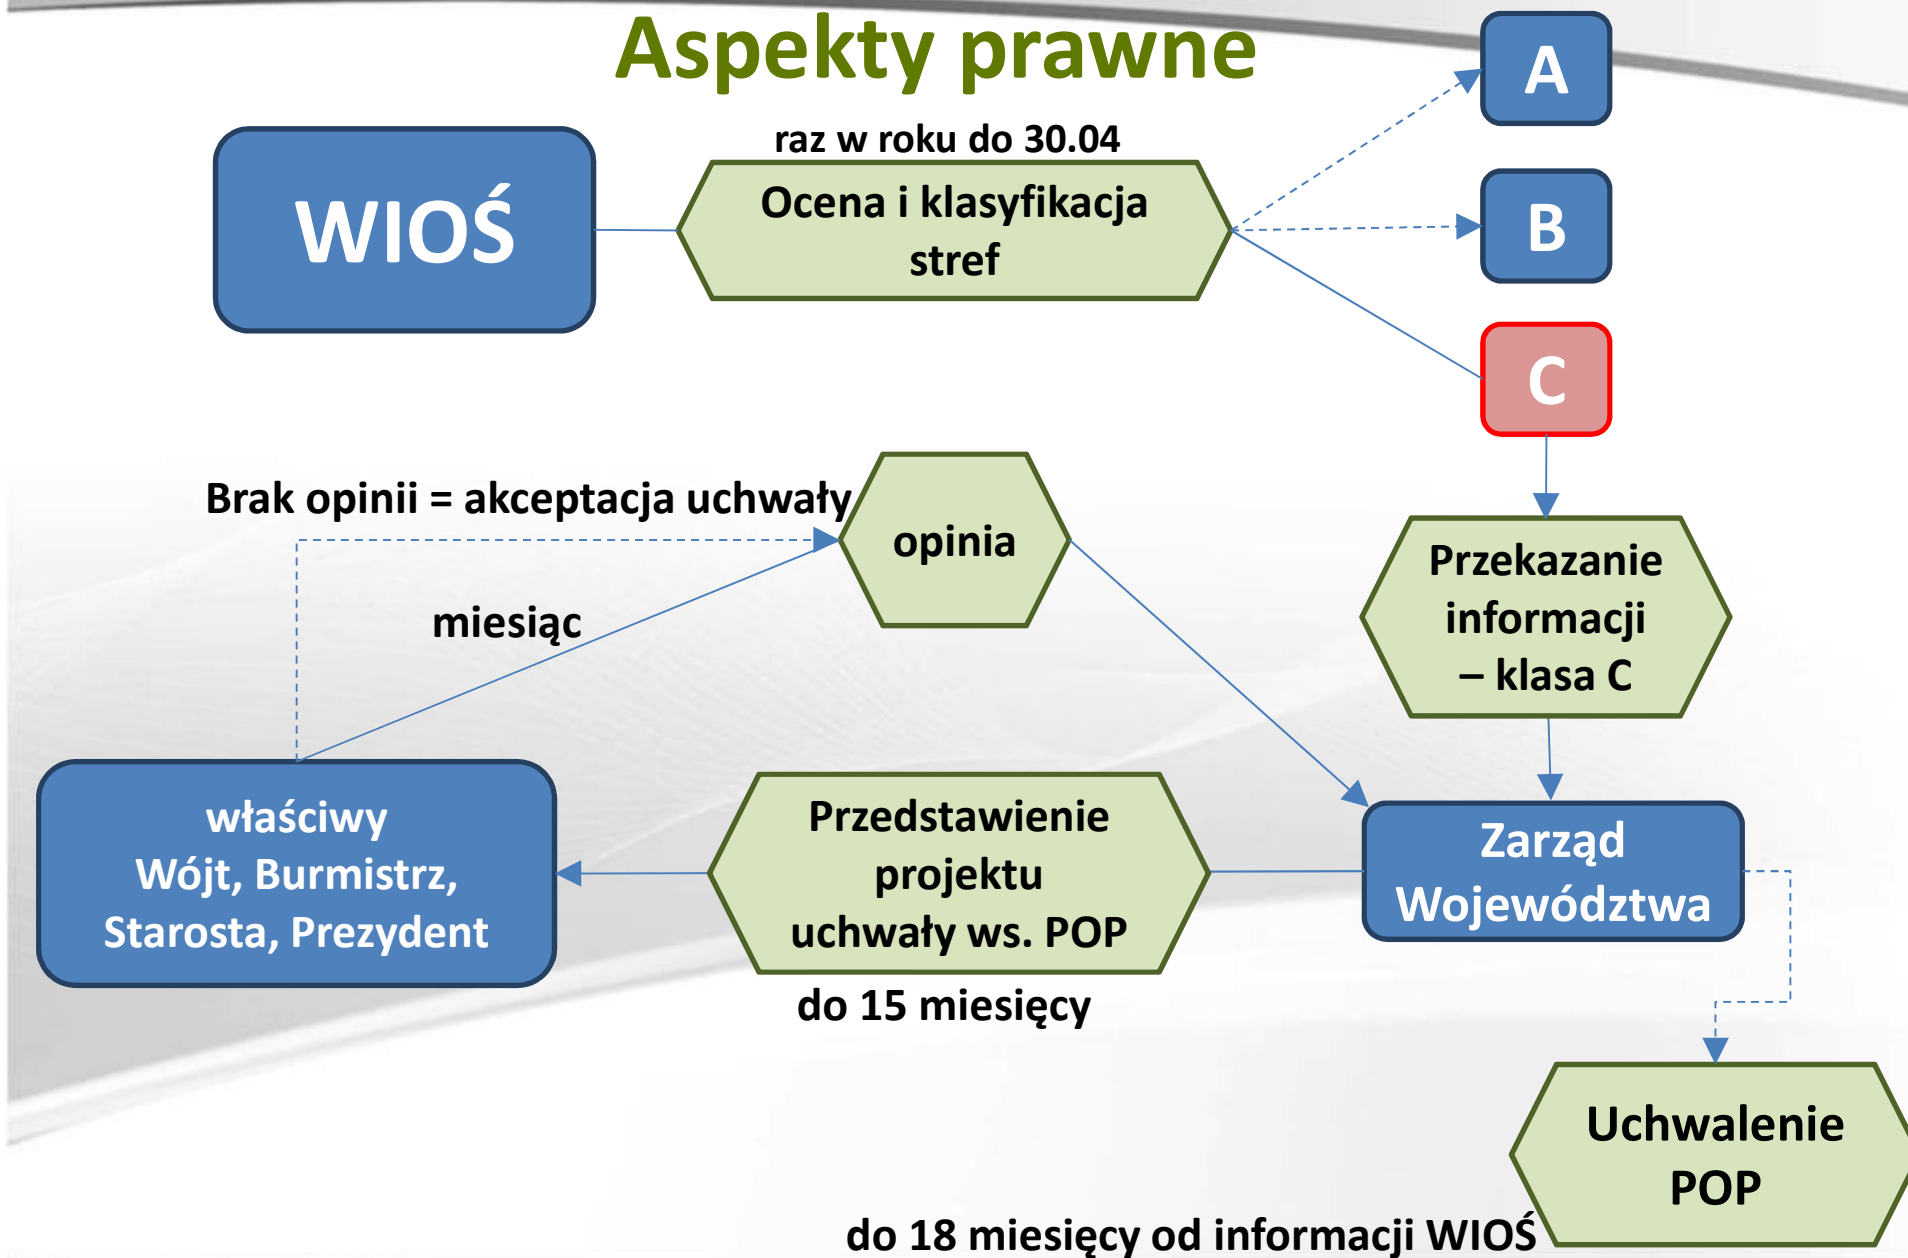 Aspekty prawne
A
raz w roku do 30.04
WIOŚ
Ocena i klasyfikacja
stref
B
C
Brak opinii = akceptacja uchwały
opinia
miesiąc
Przekazanie
informacji
– klasa C
właściwy
Wójt, Burmistrz,
Starosta, Prezydent
Przedstawienie
projektu
uchwały ws. POP
do 15 miesięcy
Zarząd
Województwa
Uchwalenie
POP
do 18 miesięcy od informacji WIOŚ